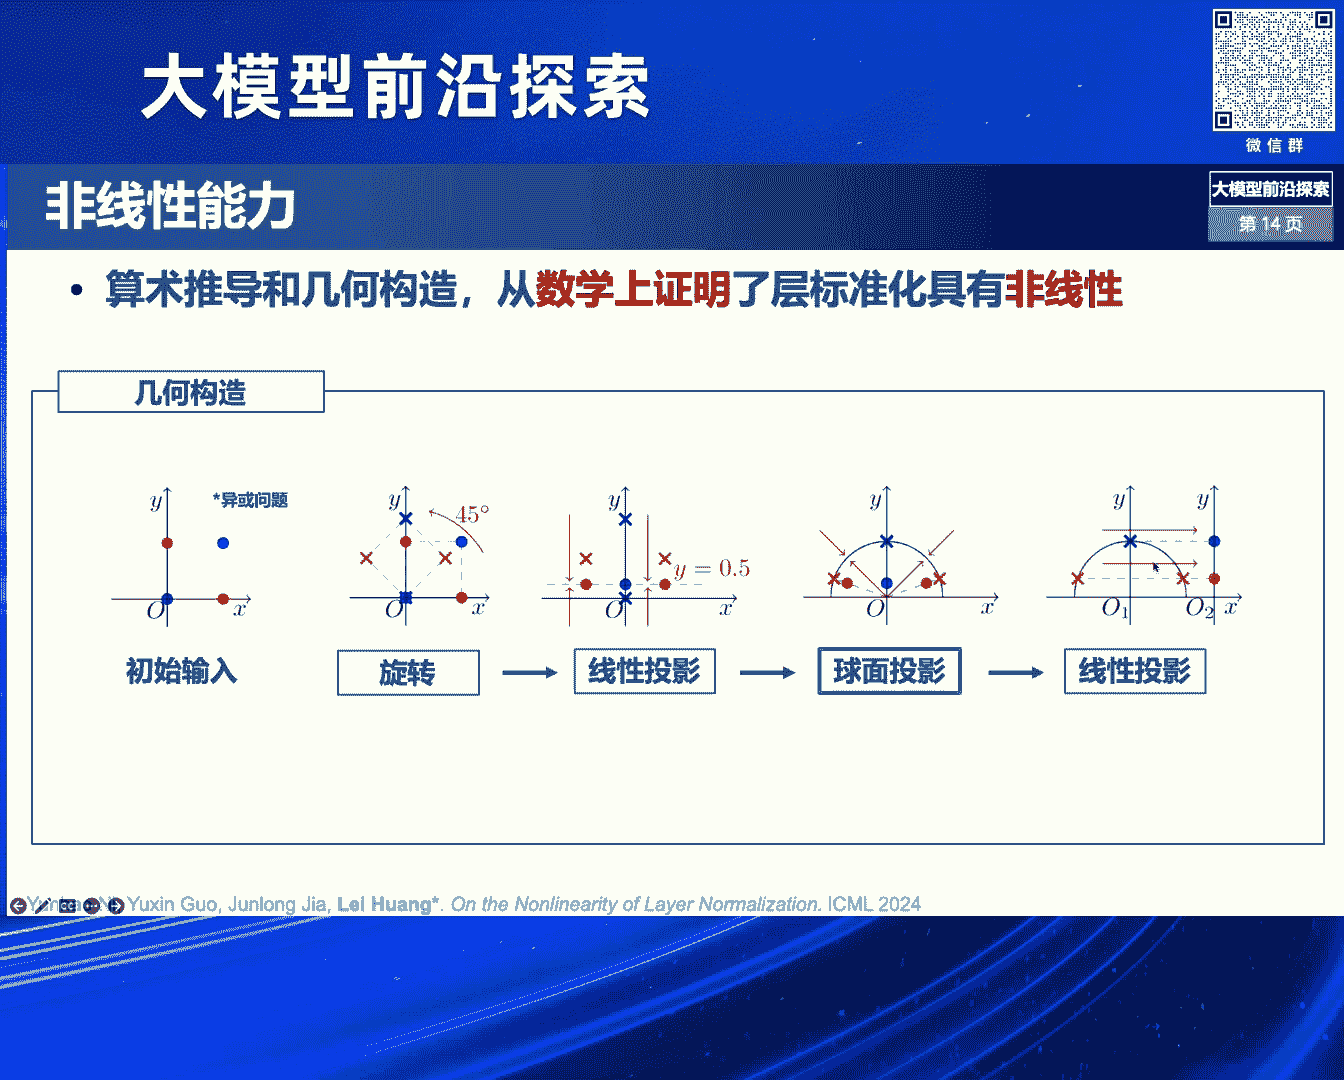 大模型前沿探索
微信群
非线性能力
大模型前沿探索
第 14 页
• 算术推导和几何构造，从数学上证明了层标准化具有非线性
几何构造
y
*异或问题
O
x
y
45°
O
x
y
y = 0.5
O
x
y
O
x
y
y
O₁
O₂
x
初始输入
旋转
线性投影
球面投影
线性投影
Yuxin Guo, Junlong Jia, Lei Huang*. On the Nonlinearity of Layer Normalization. ICML 2024